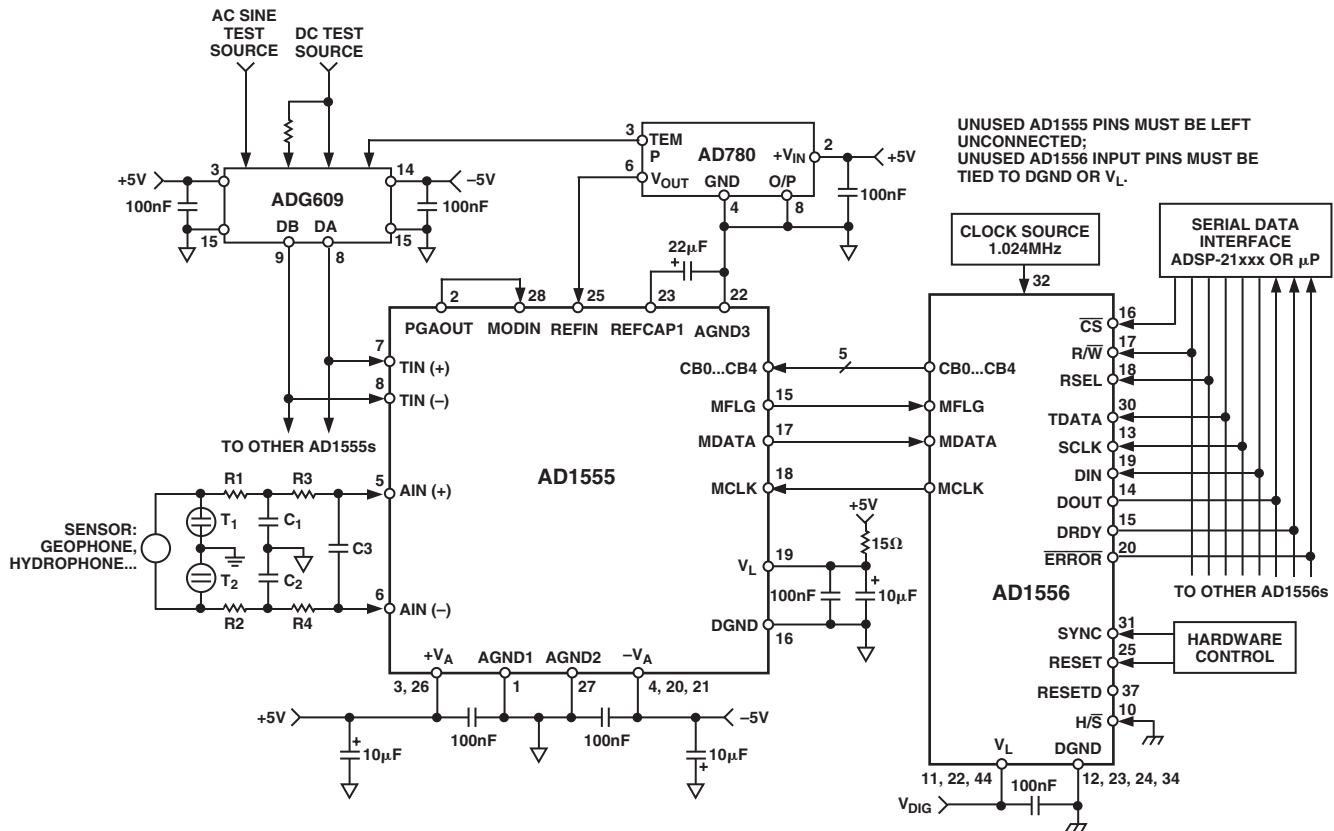 AC SINE
TEST
SOURCE
DC TEST
SOURCE
+5V
3
14
–5V
ADG609
100nF
100nF
15
DB
DA
15
9
8
3
TEM
P
AD780
+VIN
2
+5V
6
VOUT
GND
O/P
4
8
100nF
22µF
+
UNUSED AD1555 PINS MUST BE LEFT
UNCONNECTED;
UNUSED AD1556 INPUT PINS MUST BE
TIED TO DGND OR VL.
CLOCK SOURCE
1.024MHz
32
SERIAL DATA
INTERFACE
ADSP-21xxx OR µP
2
28
25
23
22
PGAOUT
MODIN
REFIN
REFCAP1
AGND3
7
TIN (+)
8
TIN (–)
TO OTHER AD1555s
CB0...CB4
5
CB0...CB4
MFLG
15
MFLG
MDATA
17
MDATA
AD1555
MCLK
18
MCLK
R1
R3
5
AIN (+)
SENSOR:
GEOPHONE,
HYDROPHONE...
T1
C1
C3
T2
C2
R2
R4
6
AIN (–)
+5V
15Ω
VL
19
100nF
+
10µF
DGND
16
+VA
AGND1
AGND2
–VA
3, 26
1
27
4, 20, 21
+5V
–5V
+
10µF
100nF
100nF
10µF
+
CS
16
R/W
17
RSEL
18
TDATA
30
SCLK
13
DIN
19
DOUT
14
DRDY
15
ERROR
20
TO OTHER AD1556s
AD1556
SYNC
31
RESET
25
HARDWARE
CONTROL
RESETD
37
H/S
10
VL
DGND
11, 22, 44
12, 23, 24, 34
100nF
VDIG